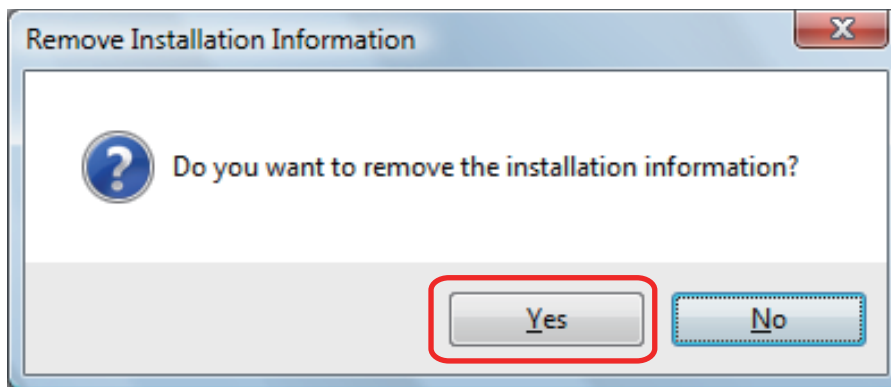 Remove Installation Information
Do you want to remove the installation information?
Yes
No